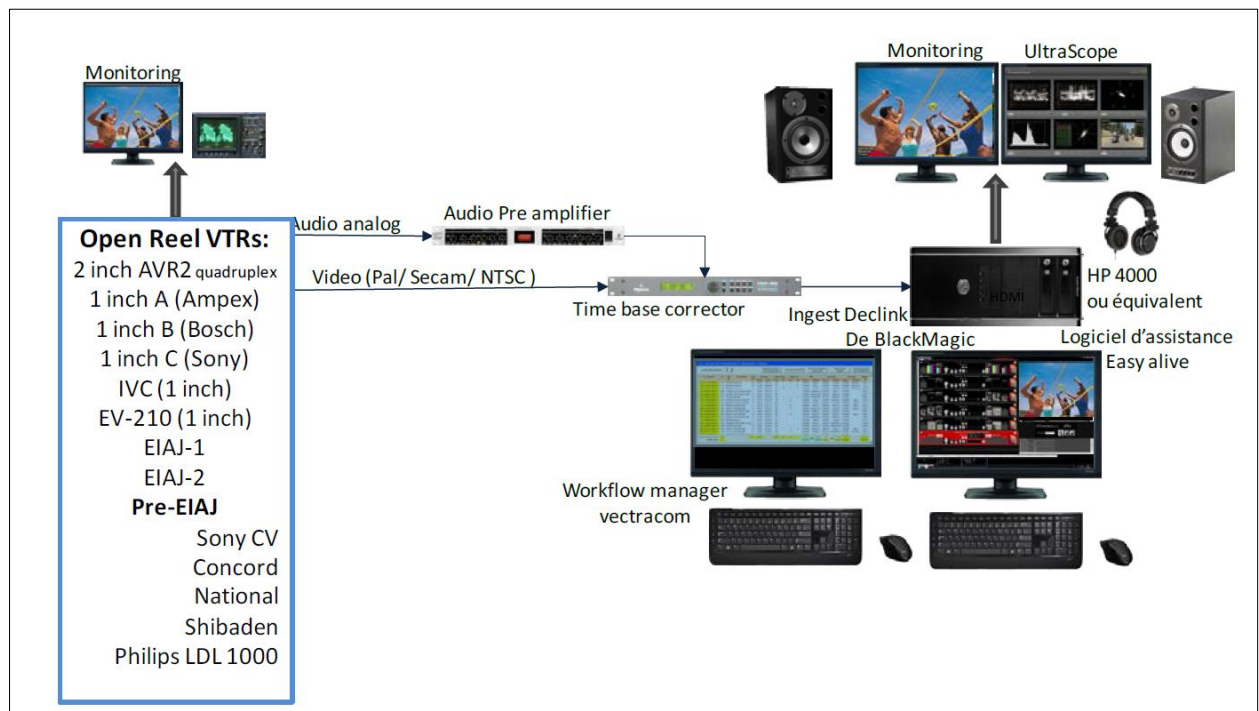 Monitoring
Monitoring
UltraScope
Open Reel VTRs:
2 inch AVR2 quadruplex
1 inch A (Ampex)
1 inch B (Bosch)
1 inch C (Sony)
IVC (1 inch)
EV-210 (1 inch)
EIAJ-1
EIAJ-2
Pre-EIAJ
Sony CV
Concord
National
Shibaden
Philips LDL 1000
Audio analog
Audio Pre amplifier
Video (Pal/ Secam/ NTSC )
Time base corrector
Ingest Declink
De BlackMagic
HDMI
HP 4000
ou équivalent
Logiciel d’assistance
Easy alive
Workflow manager
vectracom